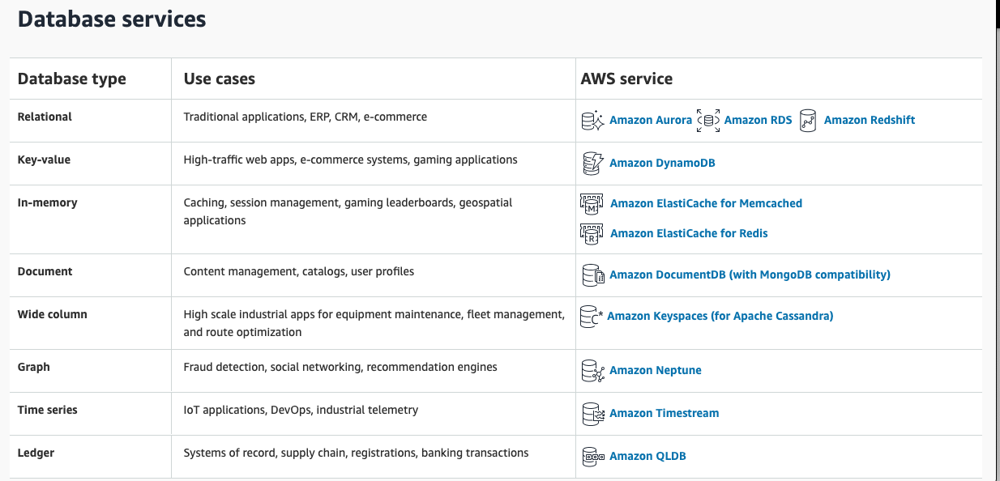 Database services
Database type Use cases AWS service
Relational Traditional applications, ERP, CRM, e-commerce Amazon Aurora Amazon RDS Amazon Redshift
Key-value High-traffic web apps, e-commerce systems, gaming applications Amazon DynamoDB
In-memory Caching, session management, gaming leaderboards, geospatial
applications
M Amazon ElastiCache for Memcached
R Amazon ElastiCache for Redis
Document Content management, catalogs, user profiles Amazon DocumentDB (with MongoDB compatibility)
Wide column High scale industrial apps for equipment maintenance, fleet management,
and route optimization
C* Amazon Keyspaces (for Apache Cassandra)
Graph Fraud detection, social networking, recommendation engines Amazon Neptune
Time series IoT applications, DevOps, industrial telemetry Amazon Timestream
Ledger Systems of record, supply chain, registrations, banking transactions Amazon QLDB